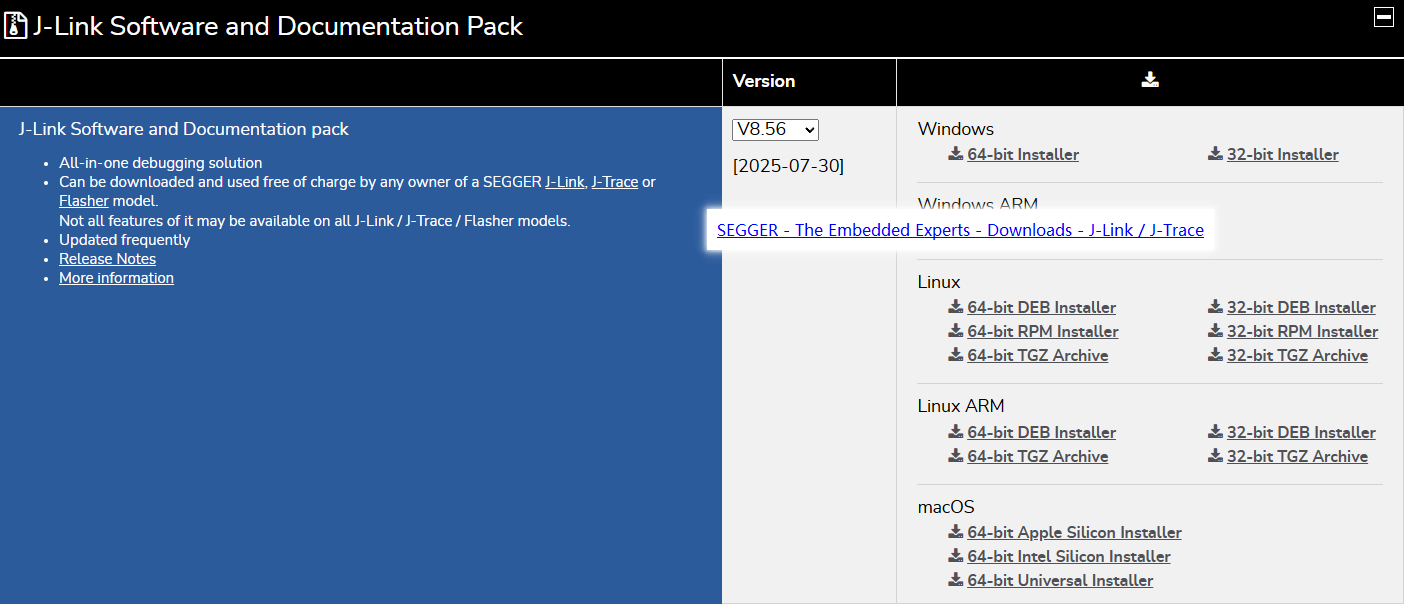 J-Link Software and Documentation Pack
Version
J-Link Software and Documentation pack
All-in-one debugging solution
Can be downloaded and used free of charge by any owner of a SEGGER J-Link, J-Trace or
Flasher model.
Not all features of it may be available on all J-Link / J-Trace / Flasher models.
Updated frequently
Release Notes
More information
V8.56
[2025-07-30]
Windows
64-bit Installer 32-bit Installer
Windows ARM
SEGGER - The Embedded Experts - Downloads - J-Link / J-Trace
Linux
64-bit DEB Installer 32-bit DEB Installer
64-bit RPM Installer 32-bit RPM Installer
64-bit TGZ Archive 32-bit TGZ Archive
Linux ARM
64-bit DEB Installer 32-bit DEB Installer
64-bit TGZ Archive 32-bit TGZ Archive
macOS
64-bit Apple Silicon Installer
64-bit Intel Silicon Installer
64-bit Universal Installer